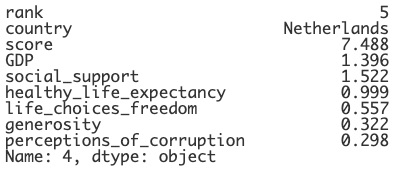 rank 5
country Netherlands
score 7.488
GDP 1.396
social_support 1.522
healthy_life_expectancy 0.999
life_choices_freedom 0.557
generosity 0.322
perceptions_of_corruption 0.298
Name: 4, dtype: object